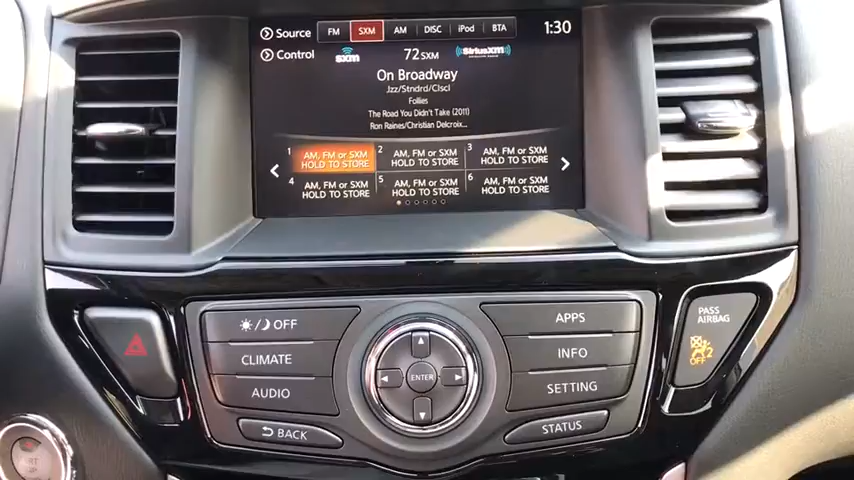 Source FM SXM AM DISC iPod BTA 1:30
Control sxm 72SXM SiriusXM
On Broadway
Jzz/Stndrd/Clscl
Follies
The Road You Didn't Take (2011)
Ron Raines/Christian Delcroix...
1 AM, FM or SXM HOLD TO STORE
2 AM, FM or SXM HOLD TO STORE
3 AM, FM or SXM HOLD TO STORE
4 AM, FM or SXM HOLD TO STORE
5 AM, FM or SXM HOLD TO STORE
6 AM, FM or SXM HOLD TO STORE
OFF
CLIMATE
AUDIO
BACK
ENTER
APPS
INFO
SETTING
STATUS
PASS
AIRBAG
2
OFF